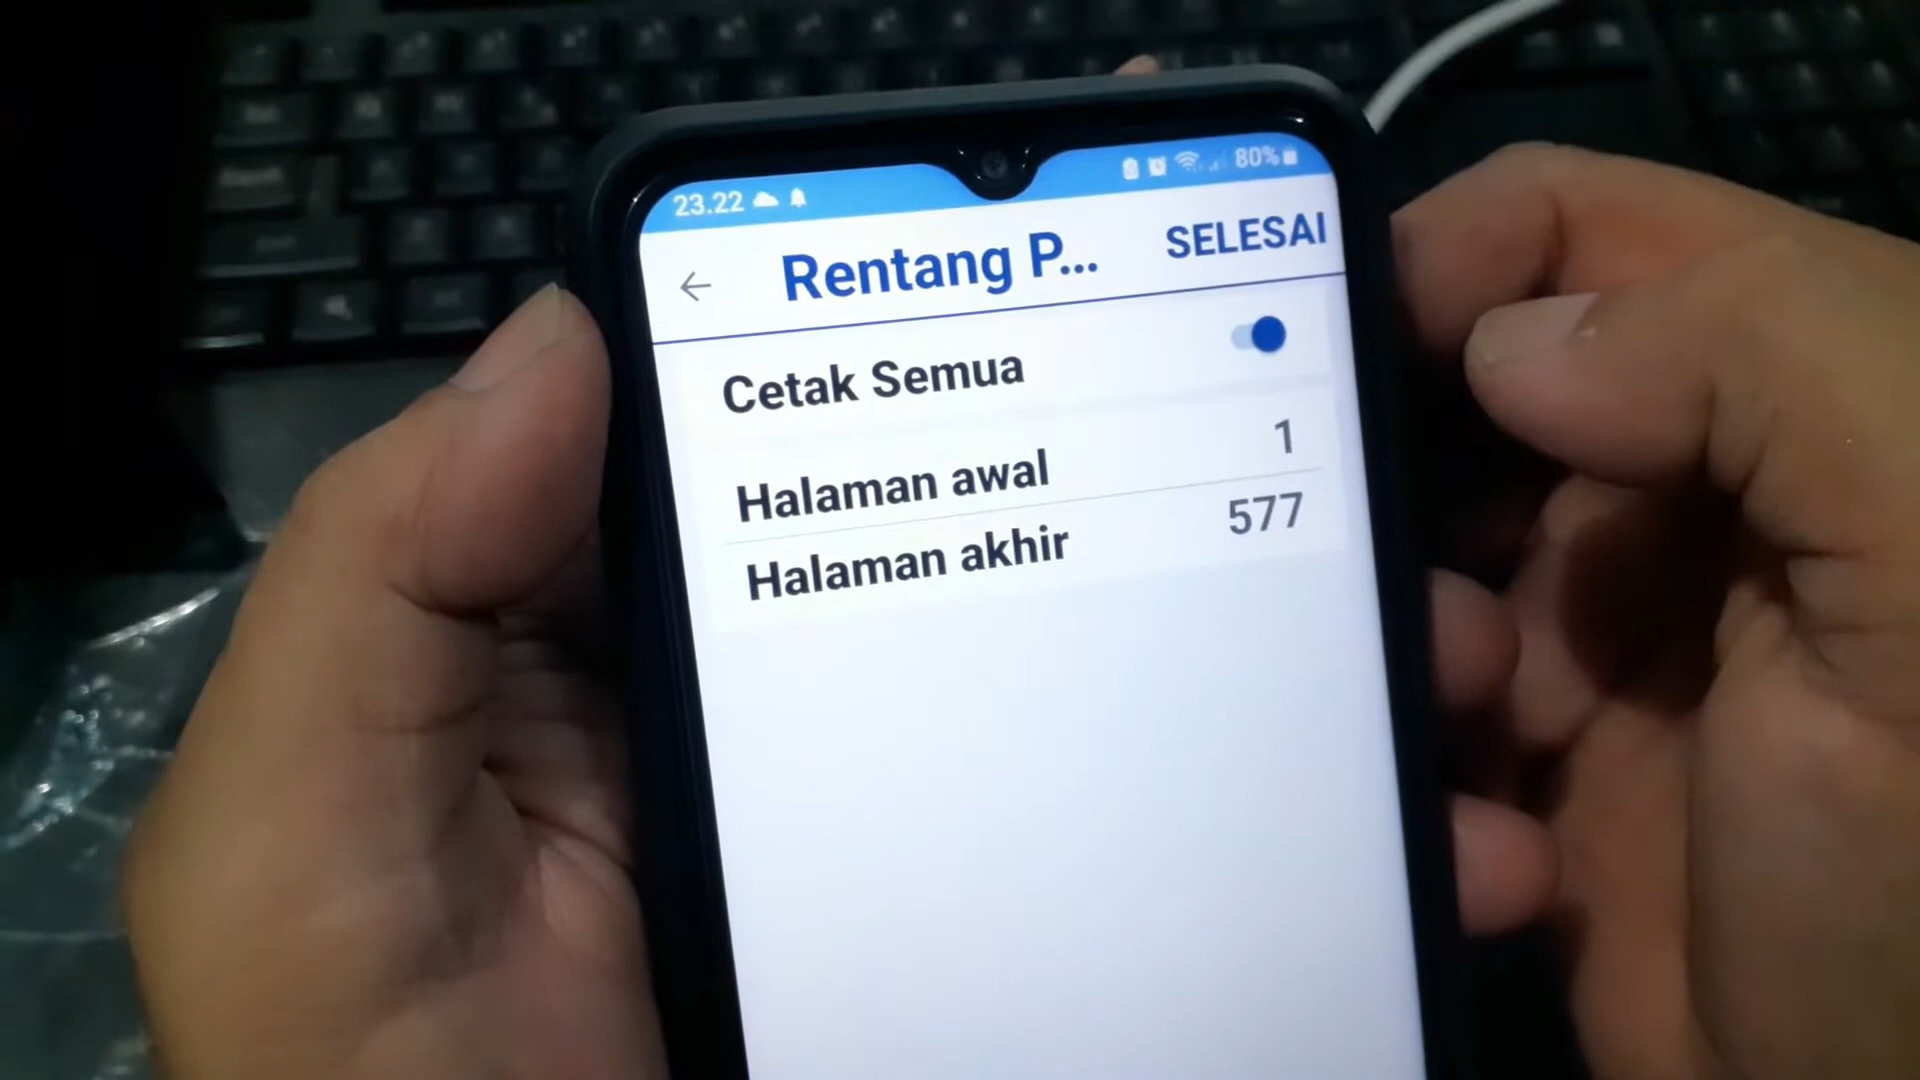 23.22 80%
Rentang P... SELESAI
Cetak Semua
Halaman awal 1
Halaman akhir 577